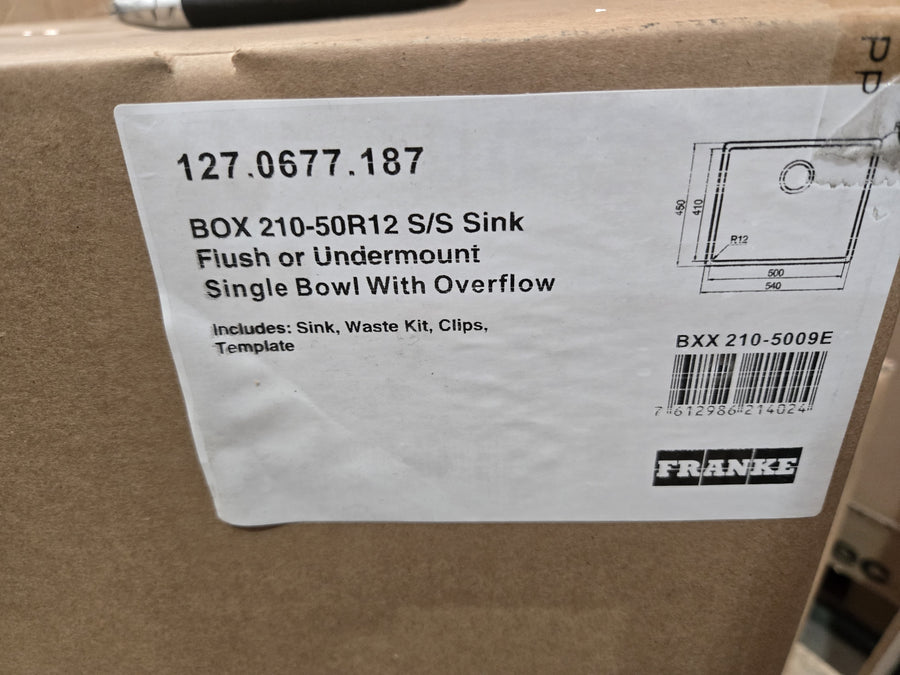 PP
127.0677.187
BOX 210-50R12 S/S Sink
Flush or Undermount
Single Bowl With Overflow
Includes: Sink, Waste Kit, Clips,
Template
450
410
R12
500
540
BXX 210-5009E
7 612986 214024
FRANKE